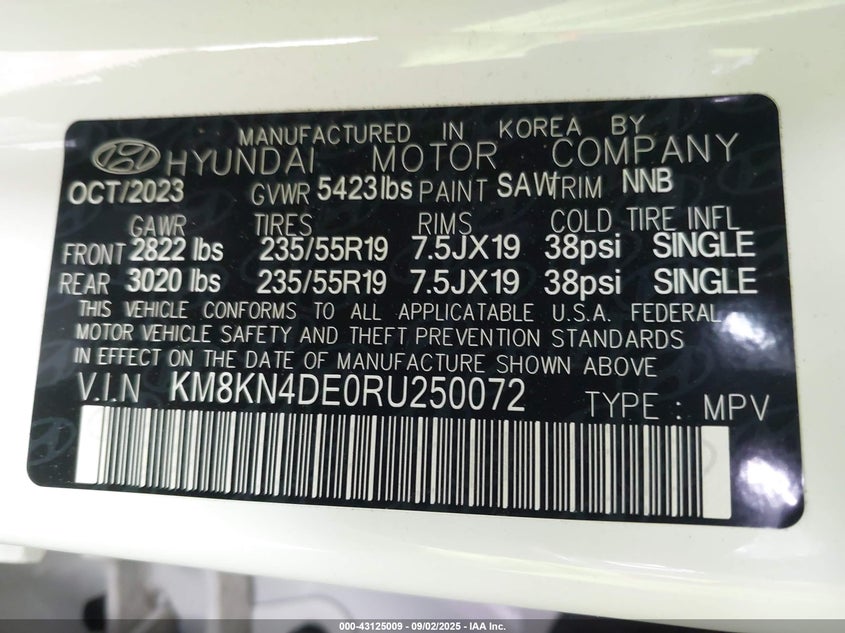 MANUFACTURED IN KOREA BY
HYUNDAI MOTOR COMPANY
OCT/2023 GVWR 5423lbs PAINT SAW TRIM NNB
GAWR TIRES RIMS COLD TIRE INFL
FRONT 2822 lbs 235/55R19 7.5JX19 38psi SINGLE
REAR 3020 lbs 235/55R19 7.5JX19 38psi SINGLE
THIS VEHICLE CONFORMS TO ALL APPLICATABLE U.S.A. FEDERAL
MOTOR VEHICLE SAFETY AND THEFT PREVENTION STANDARDS
IN EFFECT ON THE DATE OF MANUFACTURE SHOWN ABOVE
V.I.N KM8KN4DE0RU250072 TYPE : MPV
000-43125009 - 09/02/2025 - IAA Inc.